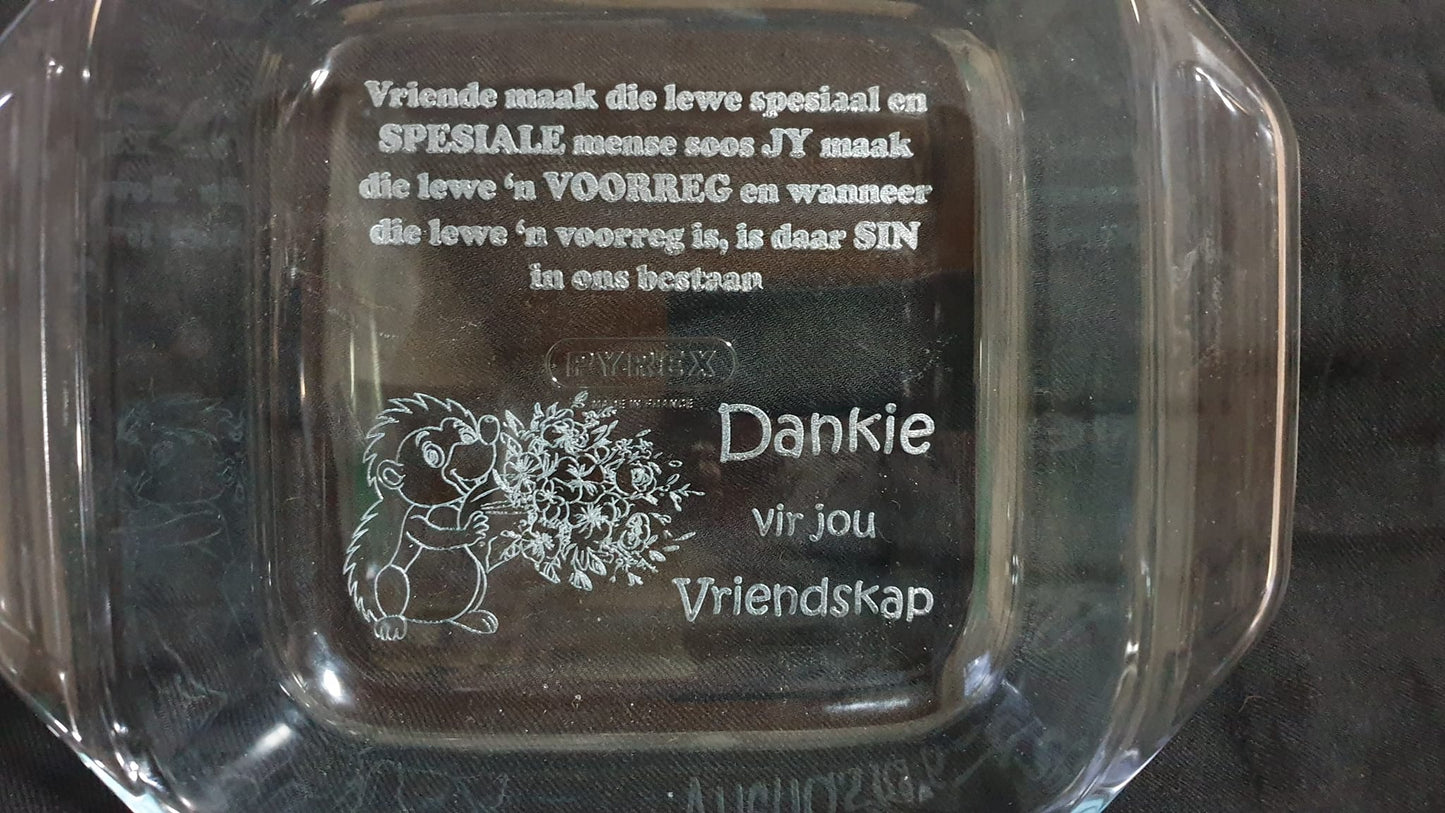 Vriende maak die lewe spesiaal en
SPESIALE mense soos JY maak
die lewe ‘n VOORREG en wanneer
die lewe ‘n voorreg is, is daar SIN
in ons bestaan
PYREX
MADE IN FRANCE
Dankie
vir jou
Vriendskap